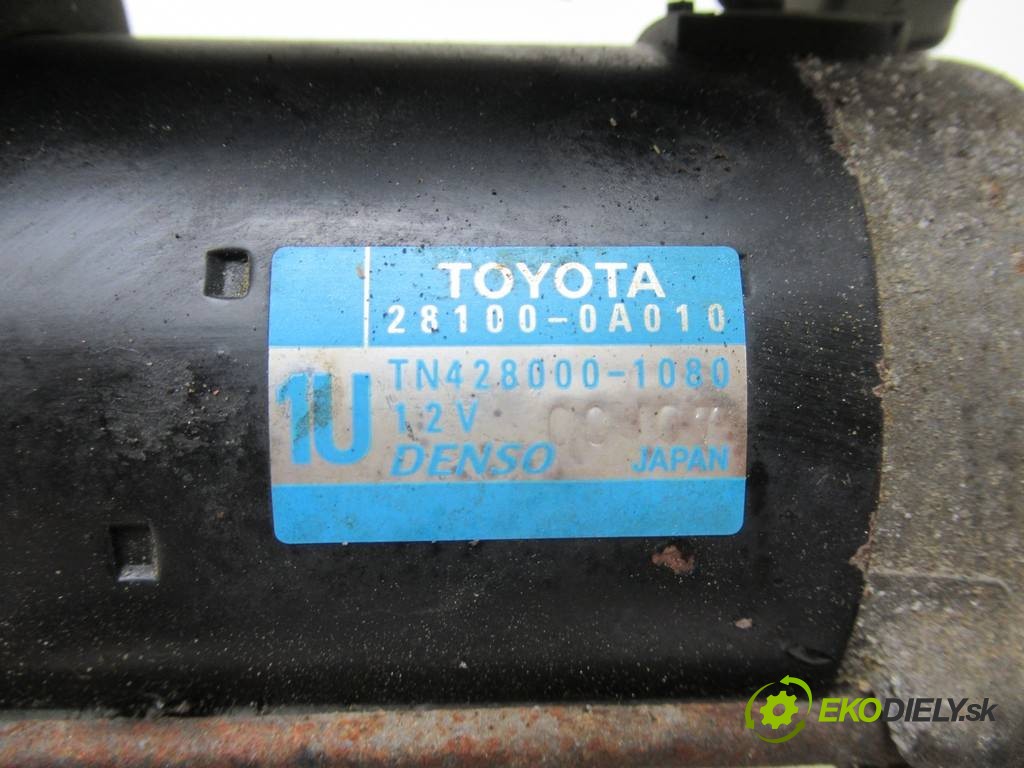 TOYOTA
28100-0A010
1U
TN428000-1080
12V
DENSO JAPAN
EKODIELY.sk